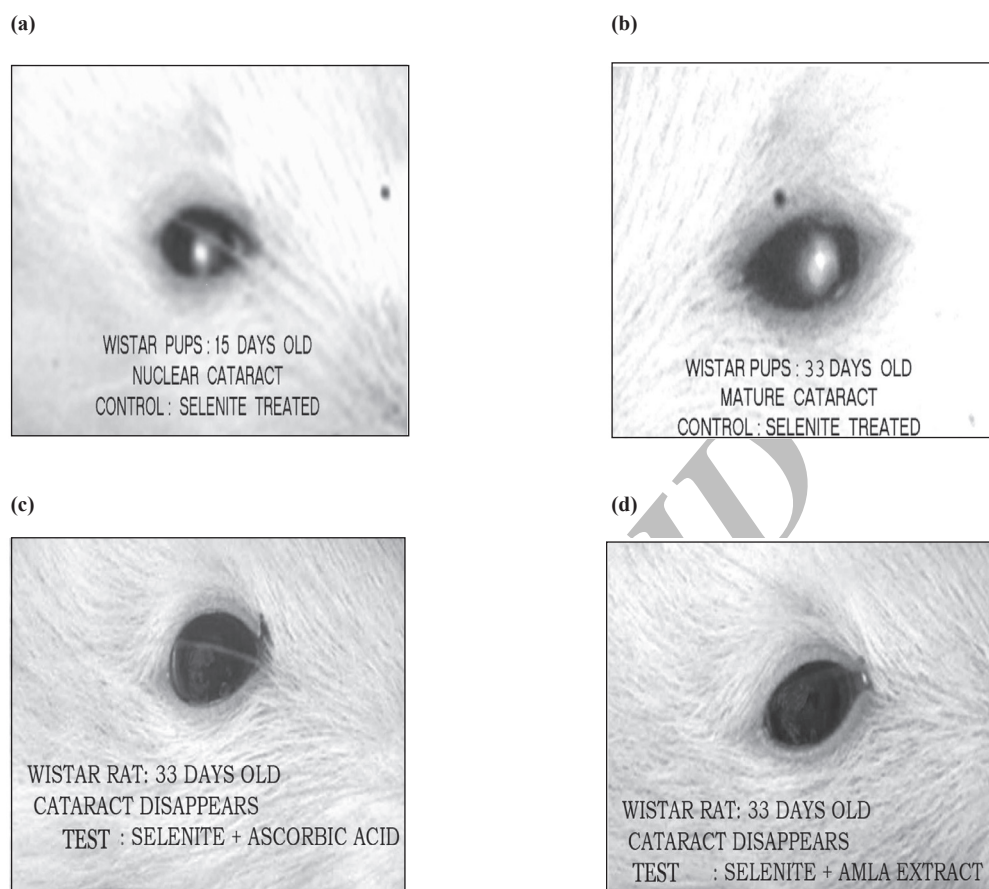 (a)
(b)
WISTAR PUPS : 15 DAYS OLD
NUCLEAR CATARACT
CONTROL : SELENITE TREATED
WISTAR PUPS : 33 DAYS OLD
MATURE CATARACT
CONTROL : SELENITE TREATED
(c)
(d)
WISTAR RAT: 33 DAYS OLD
CATARACT DISAPPEARS
TEST : SELENITE + ASCORBIC ACID
WISTAR RAT: 33 DAYS OLD
CATARACT DISAPPEARS
TEST : SELENITE + AMLA EXTRACT